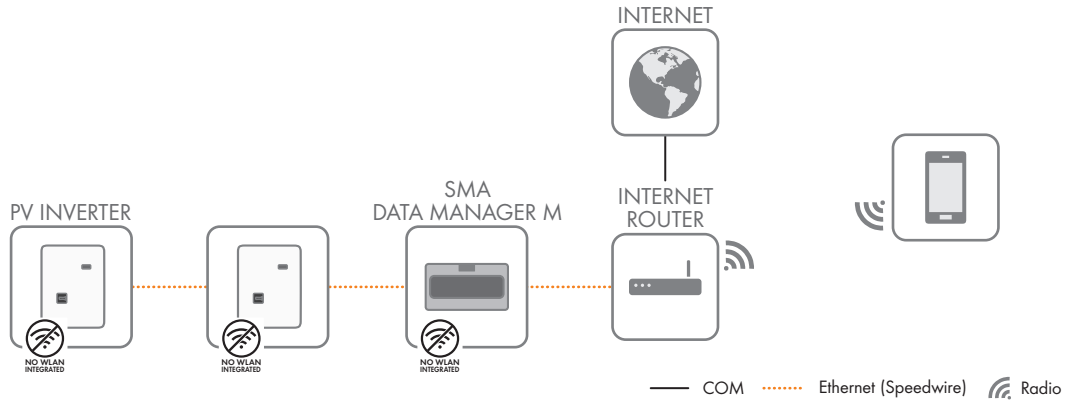 INTERNET
SMA
DATA MANAGER M
INTERNET
ROUTER
PV INVERTER
NO WLAN
INTEGRATED
NO WLAN
INTEGRATED
NO WLAN
INTEGRATED
COM
Ethernet (Speedwire)
Radio